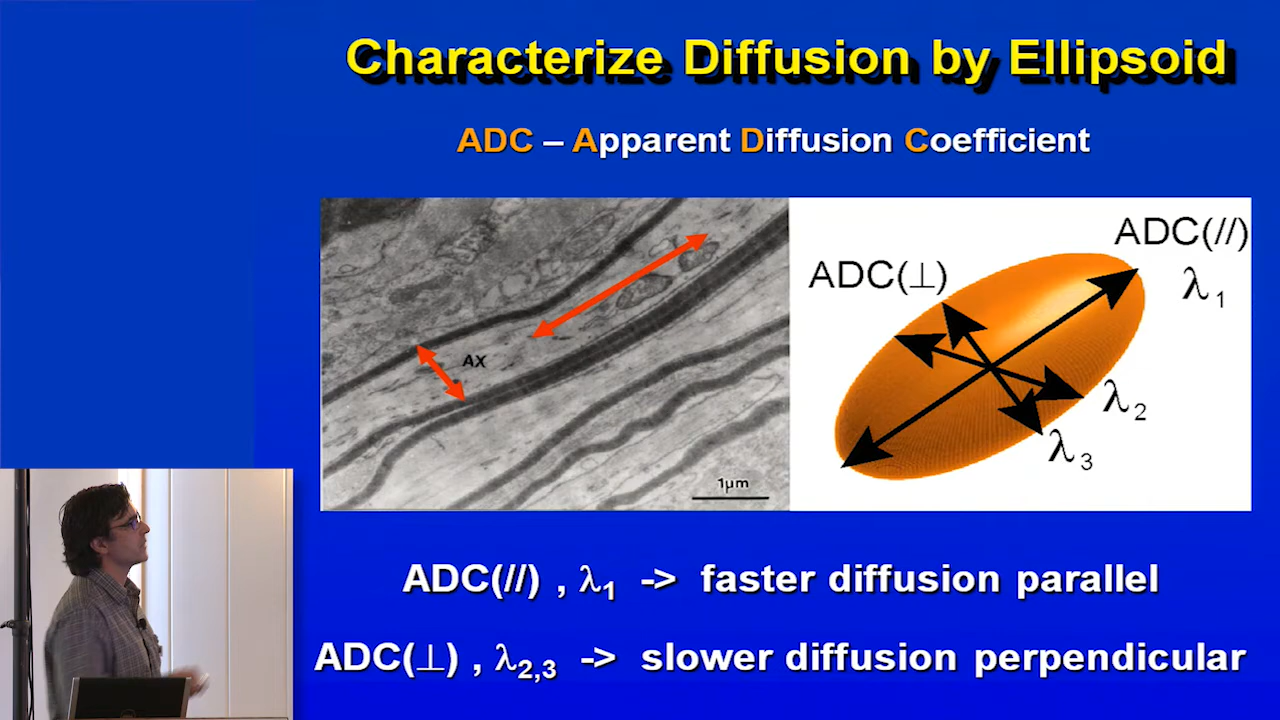 Characterize Diffusion by Ellipsoid
ADC – Apparent Diffusion Coefficient
AX
1μm
ADC(//)
λ1
ADC(⊥)
λ2
λ3
ADC(//) , λ1 -> faster diffusion parallel
ADC(⊥) , λ2,3 -> slower diffusion perpendicular